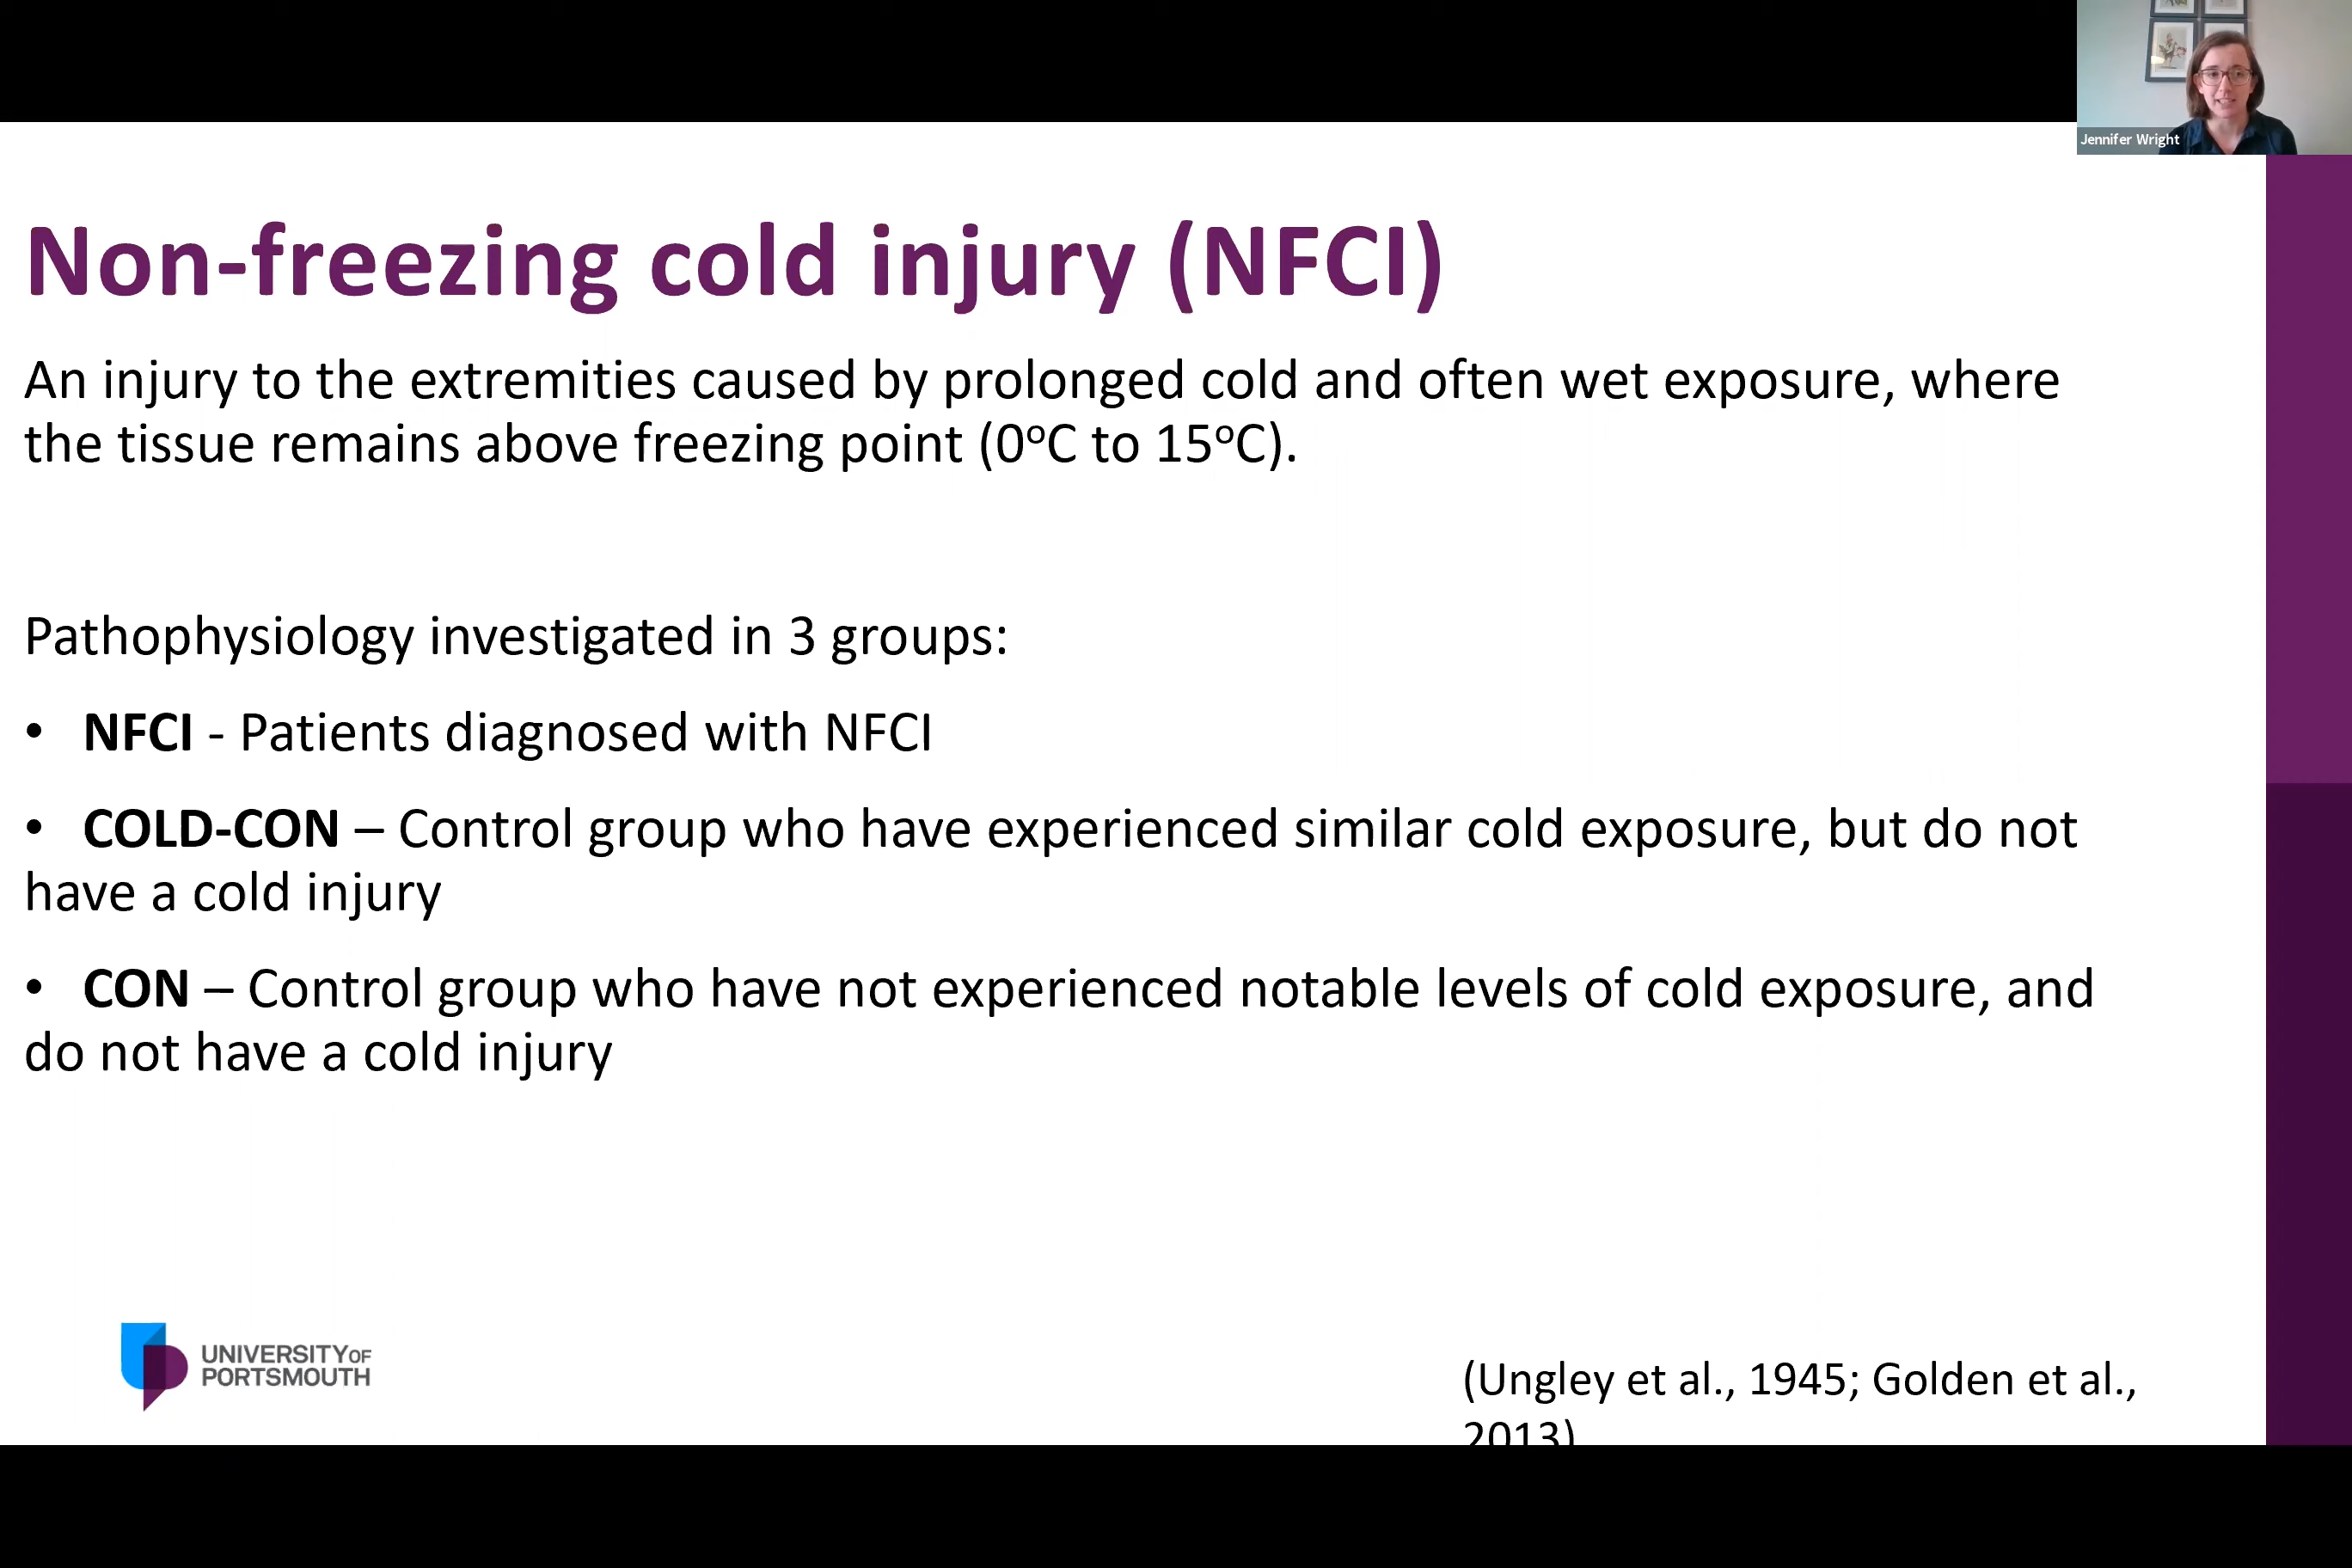 Jennifer Wright
Non-freezing cold injury (NFCI)
An injury to the extremities caused by prolonged cold and often wet exposure, where
the tissue remains above freezing point (0ºC to 15ºC).
Pathophysiology investigated in 3 groups:
• NFCI - Patients diagnosed with NFCI
• COLD-CON – Control group who have experienced similar cold exposure, but do not
have a cold injury
• CON – Control group who have not experienced notable levels of cold exposure, and
do not have a cold injury
UNIVERSITY OF
PORTSMOUTH
(Ungley et al., 1945; Golden et al.,
2013)